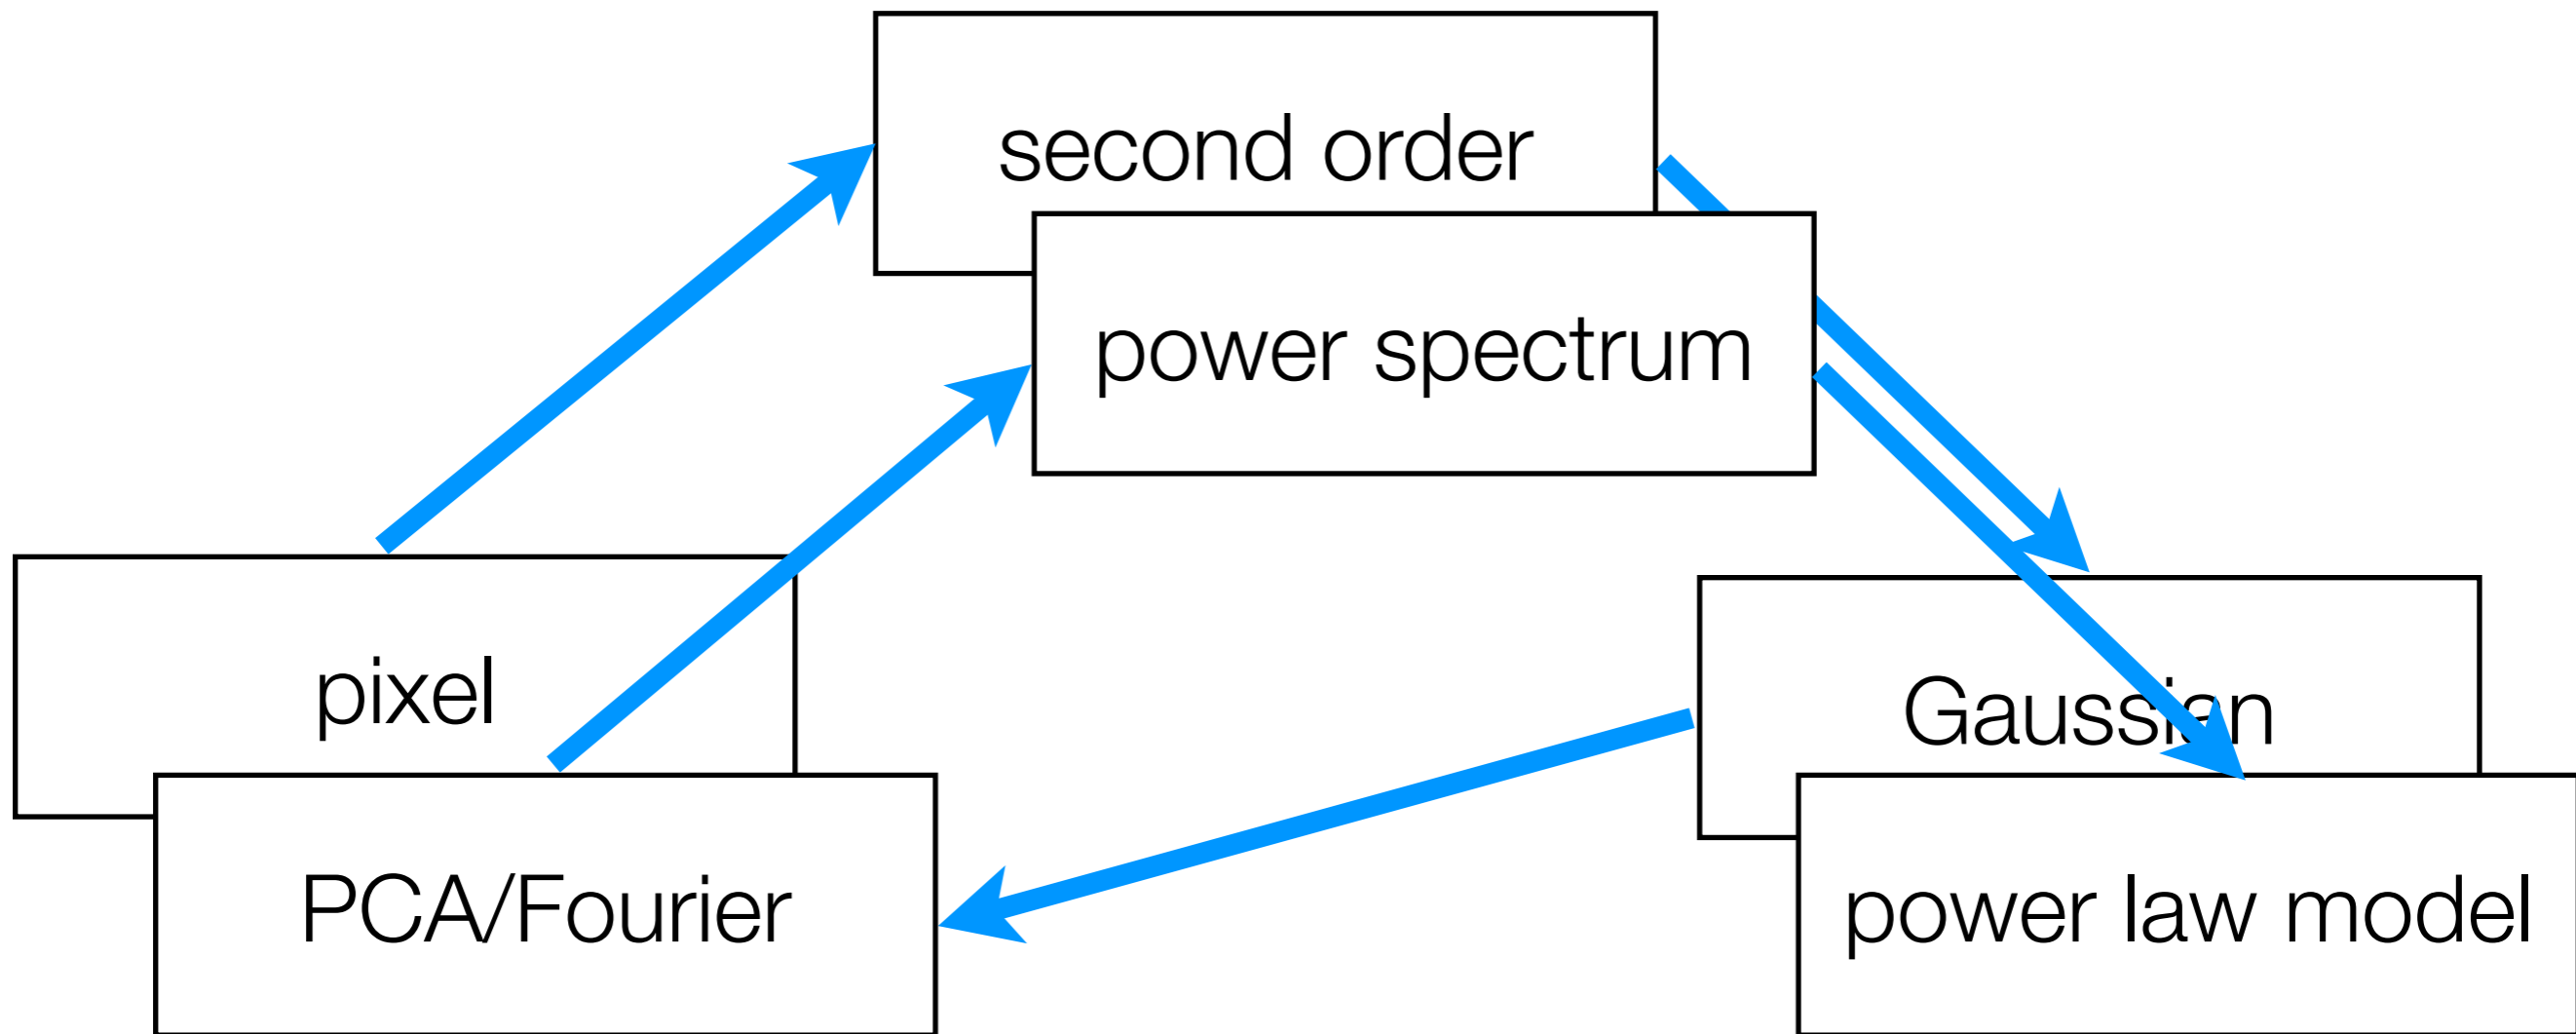 second order
power spectrum
pixel
Gaussian
PCA/Fourier
power law model